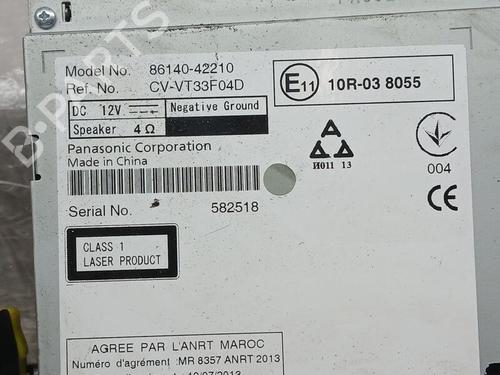 Model No. 86140-42210
Ref. No. CV-VT33F04D
DC 12V Negative Ground
Speaker 4Ω
Panasonic Corporation
Made in China
E11 10R-03 8055
И011 13
004
CE
Serial No. 582518
CLASS 1
LASER PRODUCT
AGREE PAR L'ANRT MAROC
Numéro d'agrément :MR 8357 ANRT 2013
B-PARTS